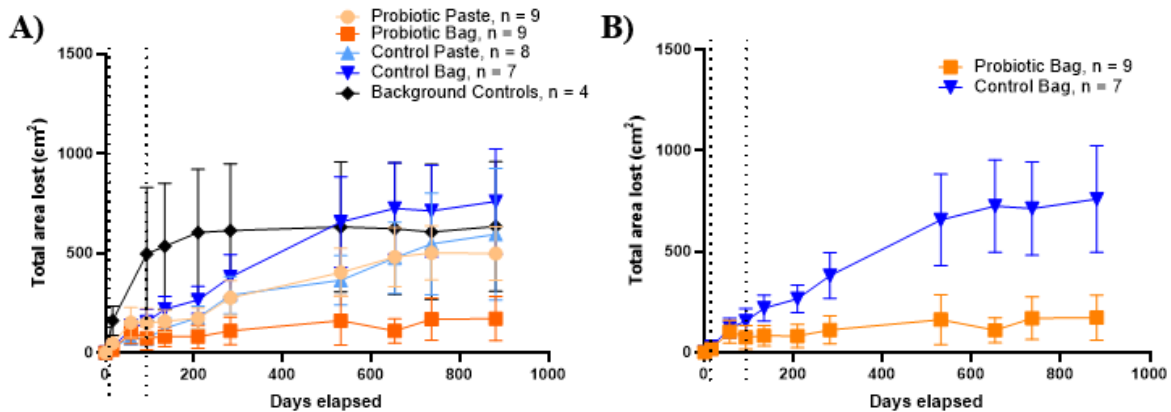 A)
Probiotic Paste, n = 9
Probiotic Bag, n = 9
Control Paste, n = 8
Control Bag, n = 7
Background Controls, n = 4
Total area lost (cm²)
1500
1000
500
0
0 200 400 600 800 1000
Days elapsed
B)
Probiotic Bag, n = 9
Control Bag, n = 7
Total area lost (cm²)
1500
1000
500
0
0 200 400 600 800 1000
Days elapsed